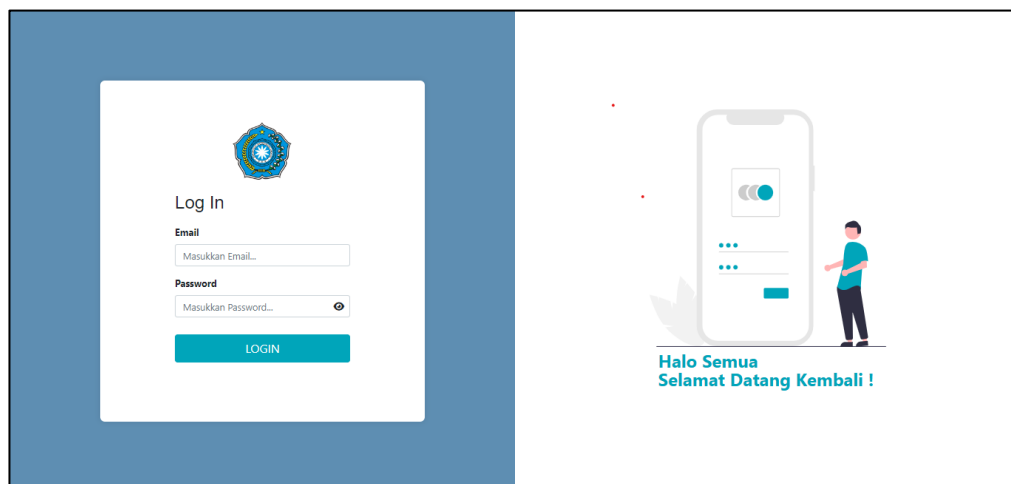 Log In
Email
Masukkan Email...
Password
Masukkan Password...
LOGIN
Halo Semua
Selamat Datang Kembali !